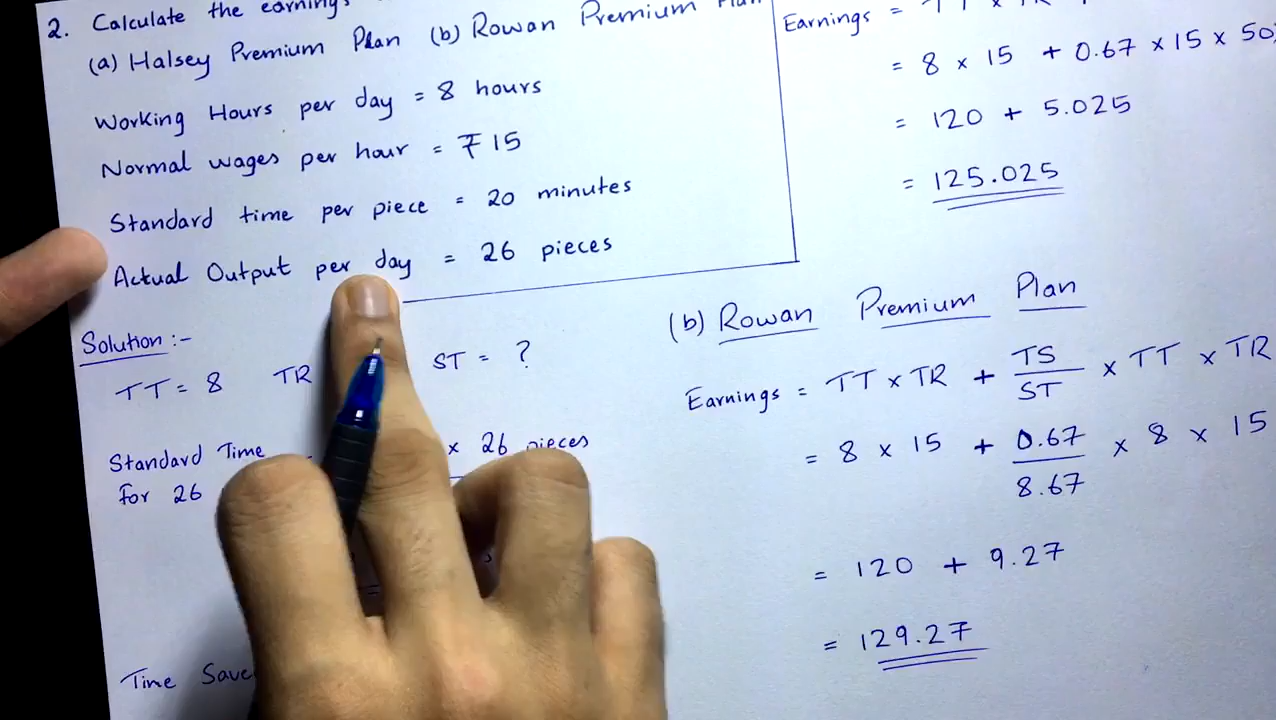 2. Calculate the earnings
(a) Halsey Premium Plan (b) Rowan Premium Plan
Working Hours per day = 8 hours
Normal wages per hour = ₹ 15
Standard time per piece = 20 minutes
Actual Output per day = 26 pieces
Solution :-
TT = 8 TR ST = ?
Standard Time x 26 pieces
for 26
Time
Earnings =
= 8 x 15 + 0.67 x 15 x 50
= 120 + 5.025
= 125.025
(b) Rowan Premium Plan
Earnings = TT x TR + TS/ST x TT x TR
= 8 x 15 + 0.67/8.67 x 8 x 15
= 120 + 9.27
= 129.27